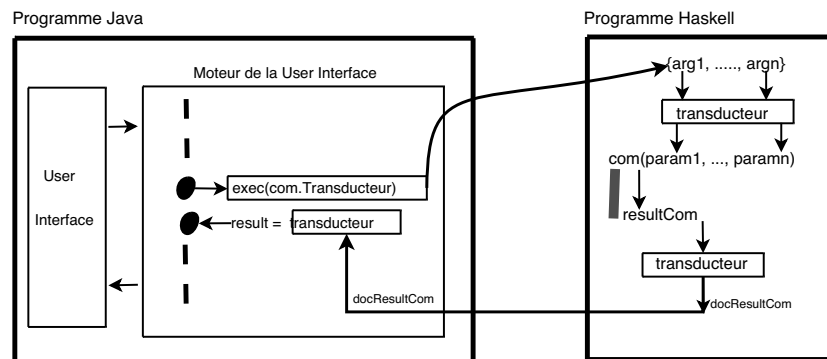 Programme Java
Programme Haskell
Moteur de la User Interface
{arg1, ....., argn}
transducteur
com(param1, ..., paramn)
User
Interface
exec(com.Transducteur)
result = transducteur
resultCom
transducteur
docResultCom
docResultCom